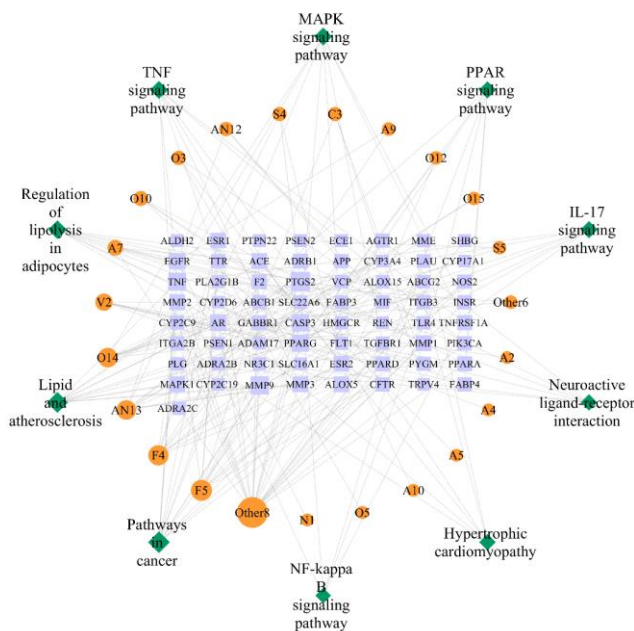 MAPK
signaling
pathway
TNF
signaling
pathway
PPAR
signaling
pathway
S4
C3
AN12
A9
O3
O12
O10
O15
Regulation
of
lipolysis
in
adipocytes
IL-17
signaling
pathway
A7
S5
V2
Other6
O14
A2
Lipid
and
atherosclerosis
Neuroactive
ligand-receptor
interaction
AN13
A4
F4
A5
F5
A10
Other8
N1
O5
Pathways
in
cancer
Hypertrophic
cardiomyopathy
NF-kappa
B
signaling
pathway
ALDH2 ESR1 PTPN22 PSEN2 ECE1 AGTR1 MME SHBG
EGFR TTR ACE ADRB1 APP CYP3A4 PLAU CYP17A1
TNF PLA2G1B F2 PTGS2 VCP ALOX15 ABCG2 NOS2
MMP2 CYP2D6 ABCB1 SLC22A6 FABP3 MIF ITGB3 INSR
CYP2C9 AR GABBR1 CASP3 HMGCR REN TLR4 TNFRSF1A
ITGA2B PSEN1 ADAM17 PPARG FLT1 TGFBR1 MMP1 PIK3CA
PLG ADRA2B NR3C1 SLC16A1 ESR2 PPARD PYGM PPARA
MAPK1 CYP2C19 MMP9 MMP3 ALOX5 CFTR TRPV4 FABP4
ADRA2C